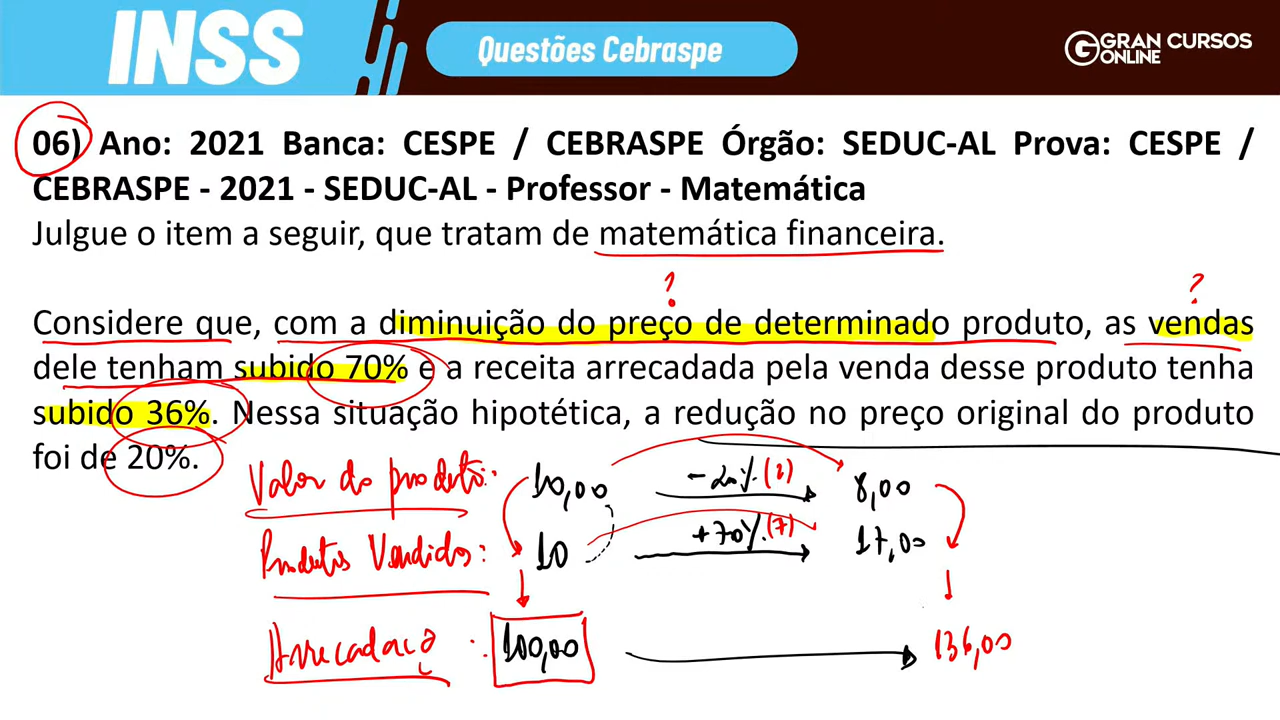 INSS
Questões Cebraspe
GRAN CURSOS
ONLINE
06) Ano: 2021 Banca: CESPE / CEBRASPE Órgão: SEDUC-AL Prova: CESPE /
CEBRASPE - 2021 - SEDUC-AL - Professor - Matemática
Julgue o item a seguir, que tratam de matemática financeira.
? ?
Considere que, com a diminuição do preço de determinado produto, as vendas
dele tenham subido 70% e a receita arrecadada pela venda desse produto tenha
subido 36%. Nessa situação hipotética, a redução no preço original do produto
foi de 20%.
Valor do produto: 10,00 -20% (2) 8,00
Produtos Vendidos: 10 +70% (7) 17,00
Arrecadaçã : 100,00 136,00